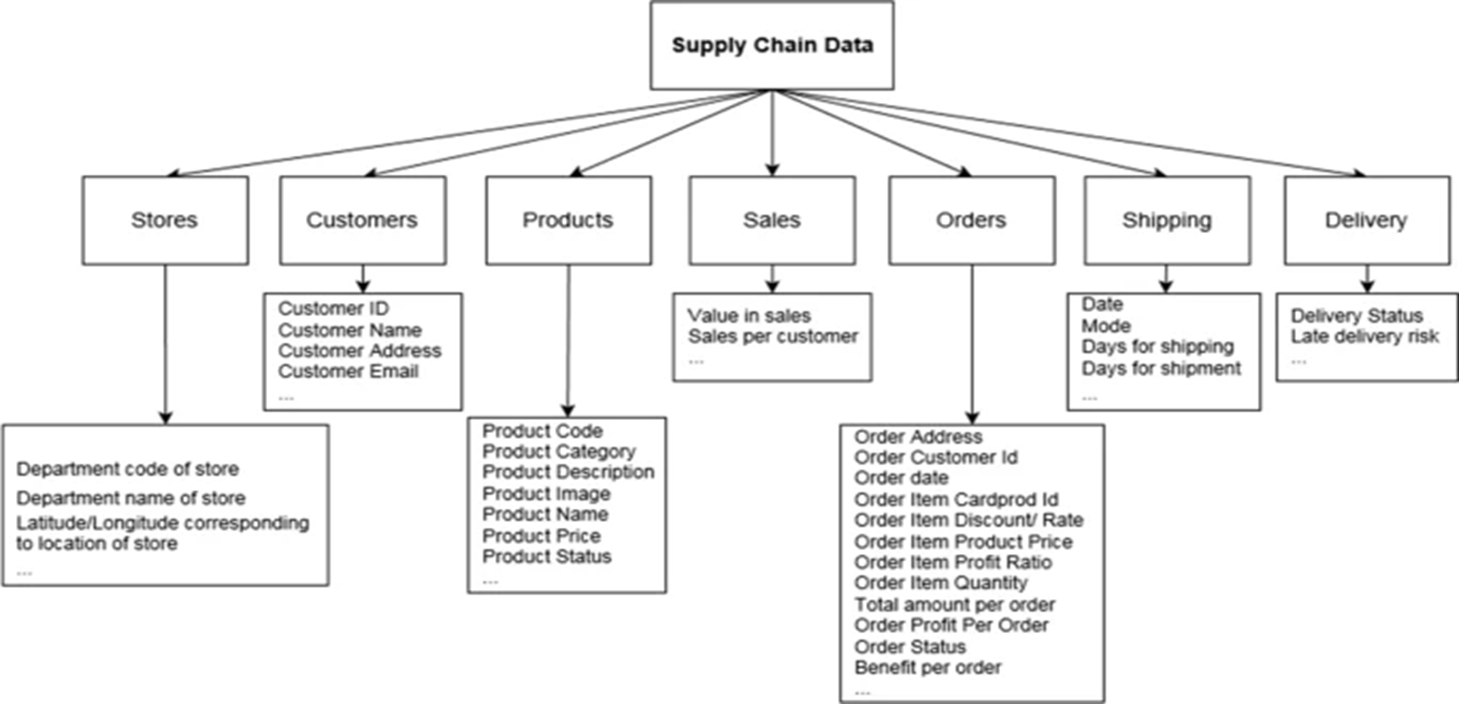 Supply Chain Data
Stores
Customers
Products
Sales
Orders
Shipping
Delivery
Department code of store
Department name of store
Latitude/Longitude corresponding
to location of store
...
Customer ID
Customer Name
Customer Address
Customer Email
...
Product Code
Product Category
Product Description
Product Image
Product Name
Product Price
Product Status
...
Value in sales
Sales per customer
...
Order Address
Order Customer Id
Order date
Order Item Cardprod Id
Order Item Discount/ Rate
Order Item Product Price
Order Item Profit Ratio
Order Item Quantity
Total amount per order
Order Profit Per Order
Order Status
Benefit per order
...
Date
Mode
Days for shipping
Days for shipment
...
Delivery Status
Late delivery risk
...